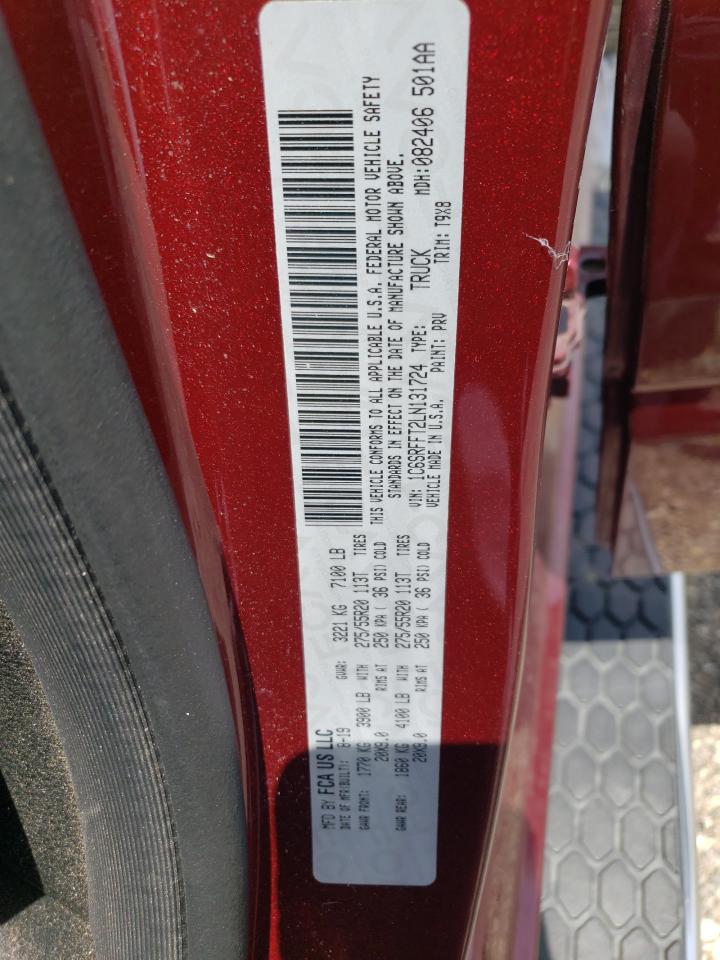 MFD BY FCA US LLC
DATE OF MFR(BUILT): 8-19 GVWR: 3221 KG 7100 LB
GAWR FRONT: 1770 KG 3900 LB WITH 275/55R20 113T TIRES
20X9.0 RIMS AT 250 KPA ( 36 PSI) COLD
GAWR REAR: 1860 KG 4100 LB WITH 275/55R20 113T TIRES
20X9.0 RIMS AT 250 KPA ( 36 PSI) COLD
THIS VEHICLE CONFORMS TO ALL APPLICABLE U.S.A. FEDERAL MOTOR VEHICLE SAFETY
STANDARDS IN EFFECT ON THE DATE OF MANUFACTURE SHOWN ABOVE.
VIN: 1C6SRFFT2LN131724 TYPE: TRUCK MDH:082406 501AA
VEHICLE MADE IN U.S.A. PAINT: PRV TRIM: T9X8